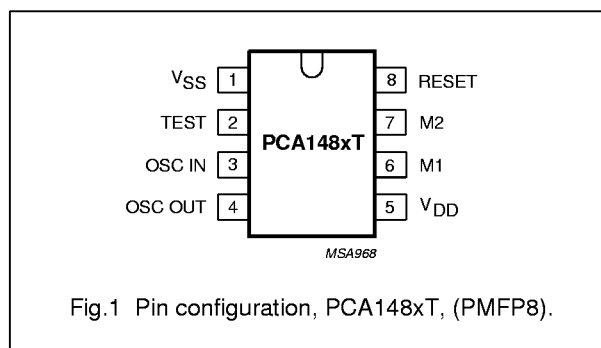 VSS 1 8 RESET
TEST 2 7 M2
PCA148xT
OSC IN 3 6 M1
OSC OUT 4 5 VDD
MSA968
Fig.1 Pin configuration, PCA148xT, (PMFP8).